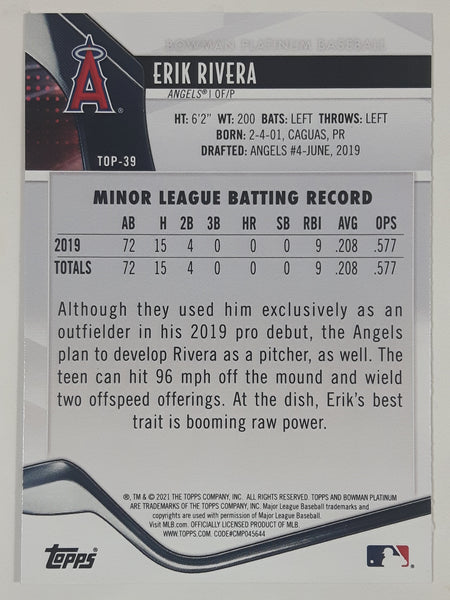 BOWMAN PLATINUM BASEBALL
A
ERIK RIVERA
ANGELS® | OF/P
HT: 6'2" WT: 200 BATS: LEFT THROWS: LEFT
BORN: 2-4-01, CAGUAS, PR
DRAFTED: ANGELS #4-JUNE, 2019
TOP-39
MINOR LEAGUE BATTING RECORD
AB H 2B 3B HR SB RBI AVG OPS
2019 72 15 4 0 0 0 9 .208 .577
TOTALS 72 15 4 0 0 0 9 .208 .577
Although they used him exclusively as an
outfielder in his 2019 pro debut, the Angels
plan to develop Rivera as a pitcher, as well. The
teen can hit 96 mph off the mound and wield
two offspeed offerings. At the dish, Erik's best
trait is booming raw power.
®, TM & © 2021 THE TOPPS COMPANY, INC. ALL RIGHTS RESERVED. TOPPS AND BOWMAN PLATINUM
ARE TRADEMARKS OF THE TOPPS COMPANY, INC. Major League Baseball trademarks and
copyrights are used with permission of Major League Baseball.
Visit MLB.com. OFFICIALLY LICENSED PRODUCT OF MLB.
WWW.TOPPS.COM. CODE#CMP045644
Topps